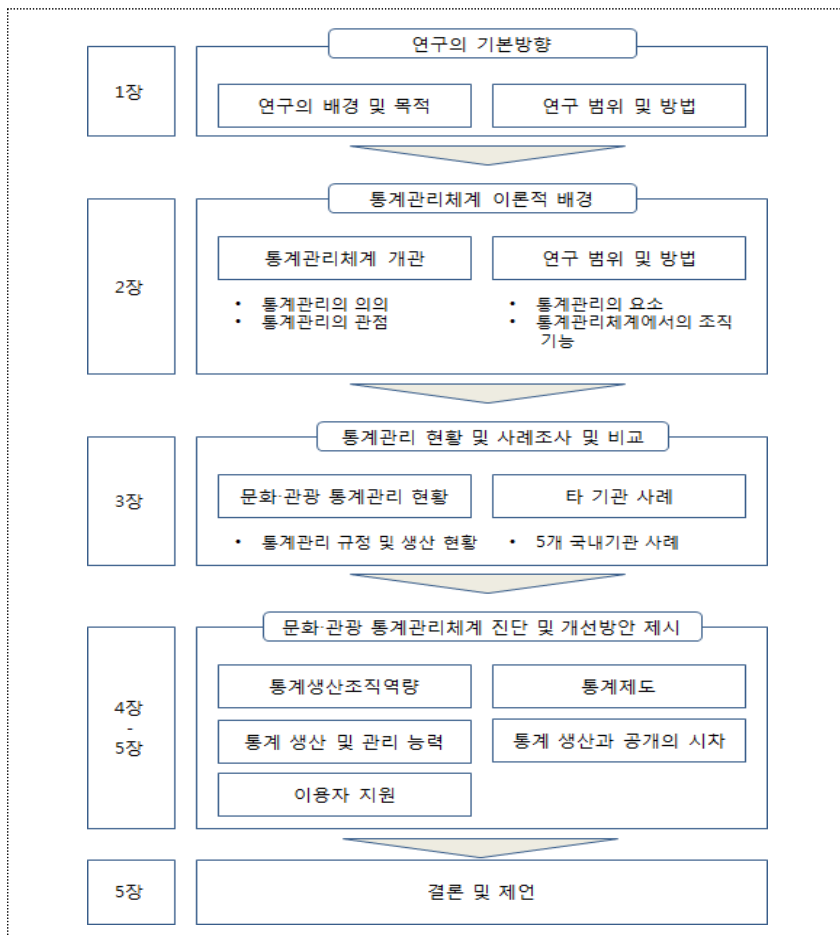 연구의 기본방향
1장
연구의 배경 및 목적
연구 범위 및 방법
통계관리체계 이론적 배경
2장
통계관리체계 개관
연구 범위 및 방법
• 통계관리의 의의
• 통계관리의 관점
• 통계관리의 요소
• 통계관리체계에서의 조직
기능
통계관리 현황 및 사례조사 및 비교
3장
문화·관광 통계관리 현황
타 기관 사례
• 통계관리 규정 및 생산 현황
• 5개 국내기관 사례
문화·관광 통계관리체계 진단 및 개선방안 제시
4장
-
5장
통계생산조직역량
통계제도
통계 생산 및 관리 능력
통계 생산과 공개의 시차
이용자 지원
5장
결론 및 제언